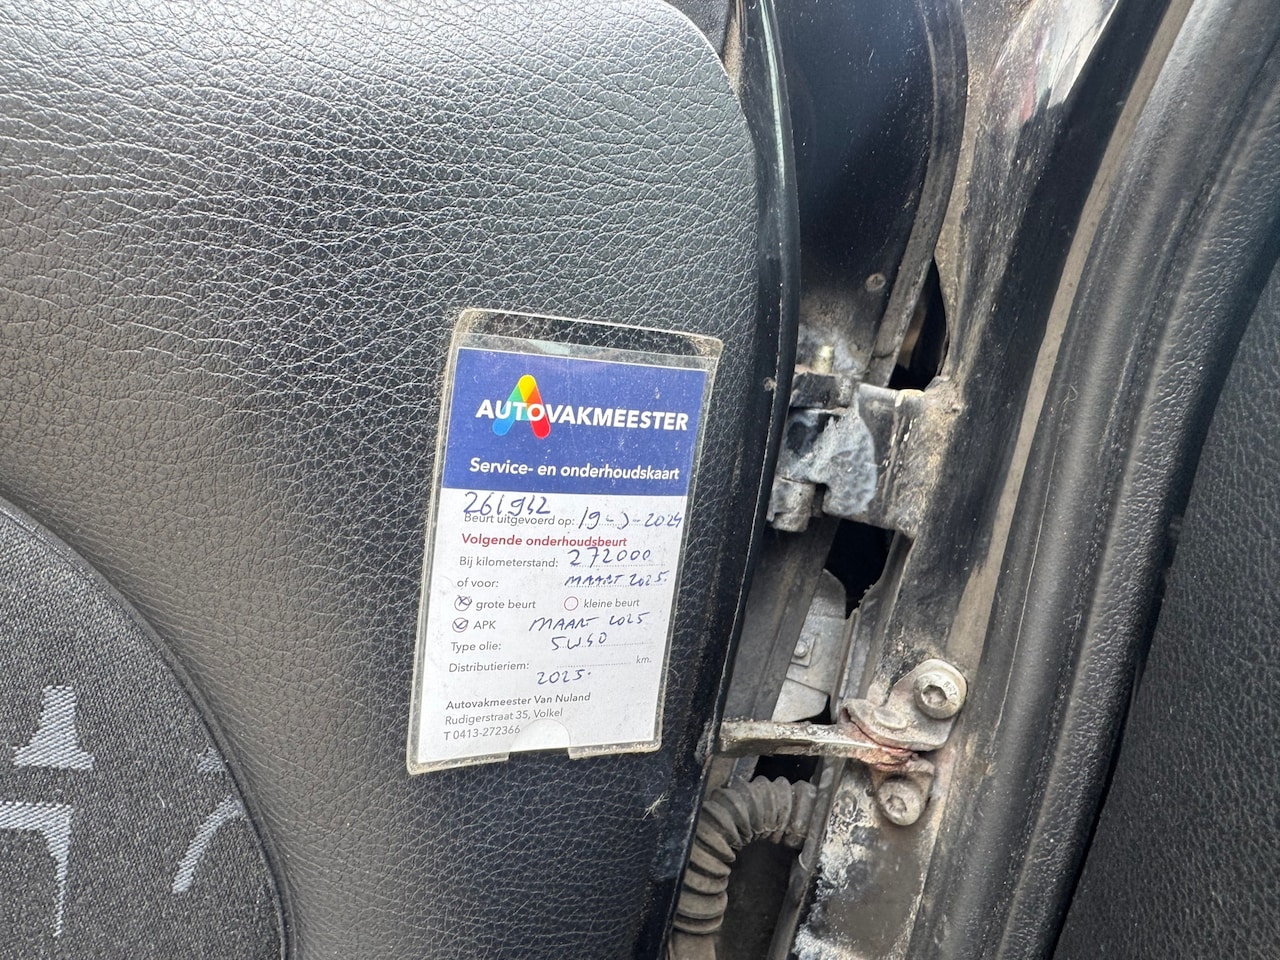 AUTOVAKMEESTER
Service- en onderhoudskaart
261942
Beurt uitgevoerd op: 19-3-2024
Volgende onderhoudsbeurt
Bij kilometerstand: 272000
of voor: MAART 2025.
grote beurt kleine beurt
APK MAART 2025
Type olie: 5W40
Distributieriem: km.
2025.
Autovakmeester Van Nuland
Rudigerstraat 35, Volkel
T 0413-272366